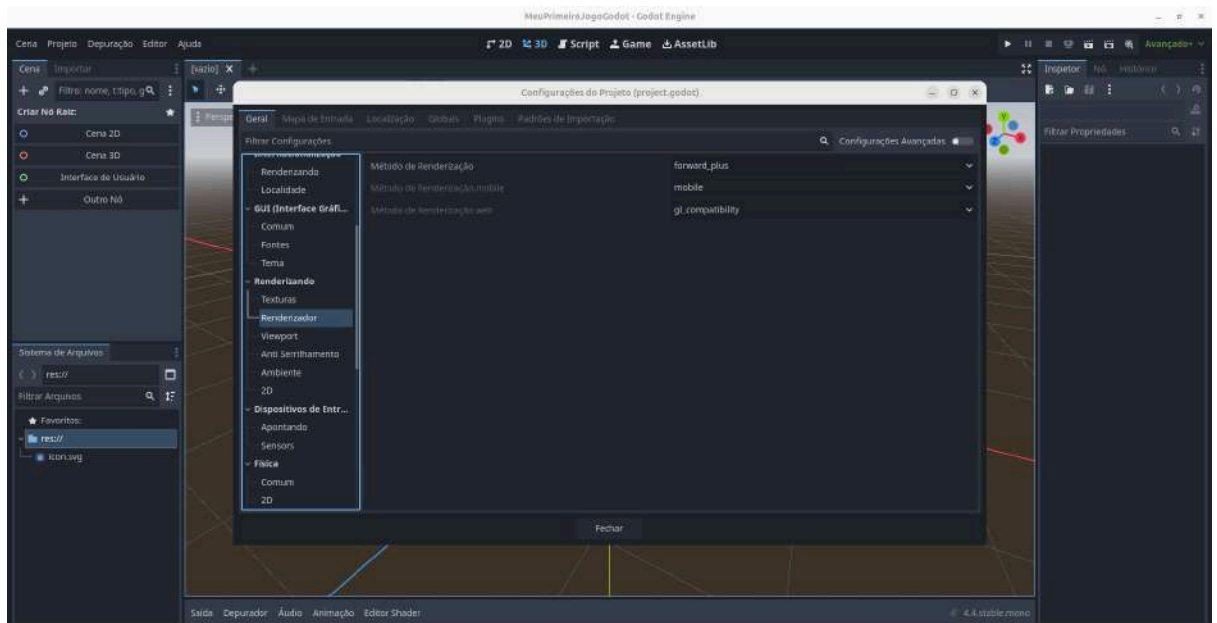 MeuPrimeiroJogoGodot - Godot Engine
Cena Projeto Depuração Editor Ajuda
2D 3D Script Game AssetLib
Avançado+
Cena Importar
[vazio]
Inspetor Nó Histórico
Filtro: nome, t:tipo, g
Criar Nó Raiz:
Cena 2D
Cena 3D
Interface do Usuário
Outro Nó
Persp
Filtrar Propriedades
Configurações do Projeto (project.godot)
Geral Mapa de Entrada Localização Globais Plugins Padrões de Importação
Filtrar Configurações
Configurações Avançadas
Internacionalização
Renderizando
Localidade
GUI (Interface Gráfi...
Comum
Fontes
Tema
Renderizando
Texturas
Renderizador
Viewport
Anti Serrilhamento
Ambiente
2D
Dispositivos de Entr...
Apontando
Sensors
Física
Comum
2D
Método de Renderização forward_plus
Método de Renderização.mobile mobile
Método de Renderização.web gl_compatibility
Fechar
Sistema de Arquivos
res://
Filtrar Arquivos
Favoritos:
res://
icon.svg
Saída Depurador Áudio Animação Editor Shader
4.4.stable.mono